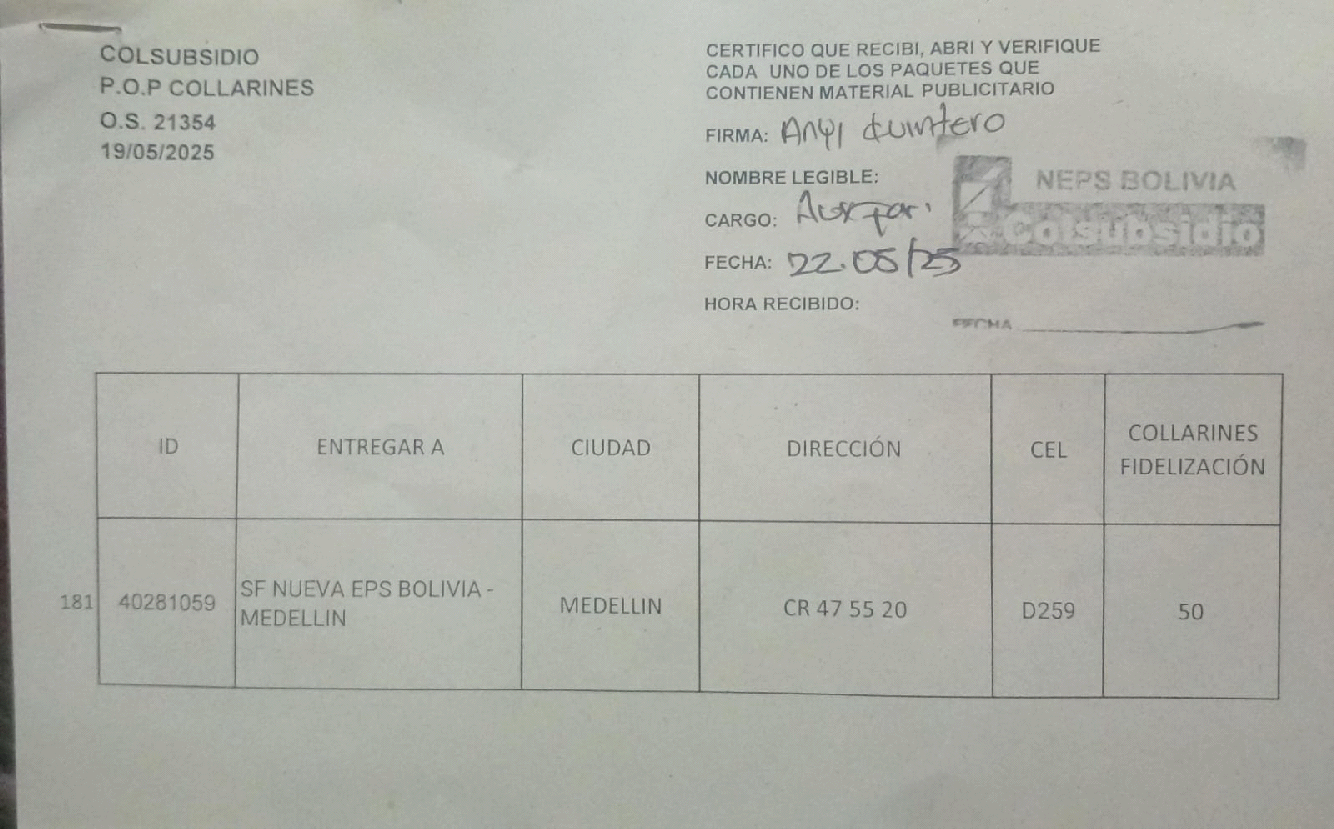 COLSUBSIDIO
P.O.P COLLARINES
O.S. 21354
19/05/2025
CERTIFICO QUE RECIBI, ABRI Y VERIFIQUE
CADA UNO DE LOS PAQUETES QUE
CONTIENEN MATERIAL PUBLICITARIO
FIRMA: Anyi Quintero
NOMBRE LEGIBLE:
CARGO:
FECHA: 22.05/25
HORA RECIBIDO:
NEPS BOLIVIA
Colsubsidio
FECHA
ID ENTREGAR A CIUDAD DIRECCIÓN CEL COLLARINES
FIDELIZACIÓN
181 40281059 SF NUEVA EPS BOLIVIA -
MEDELLIN MEDELLIN CR 47 55 20 D259 50